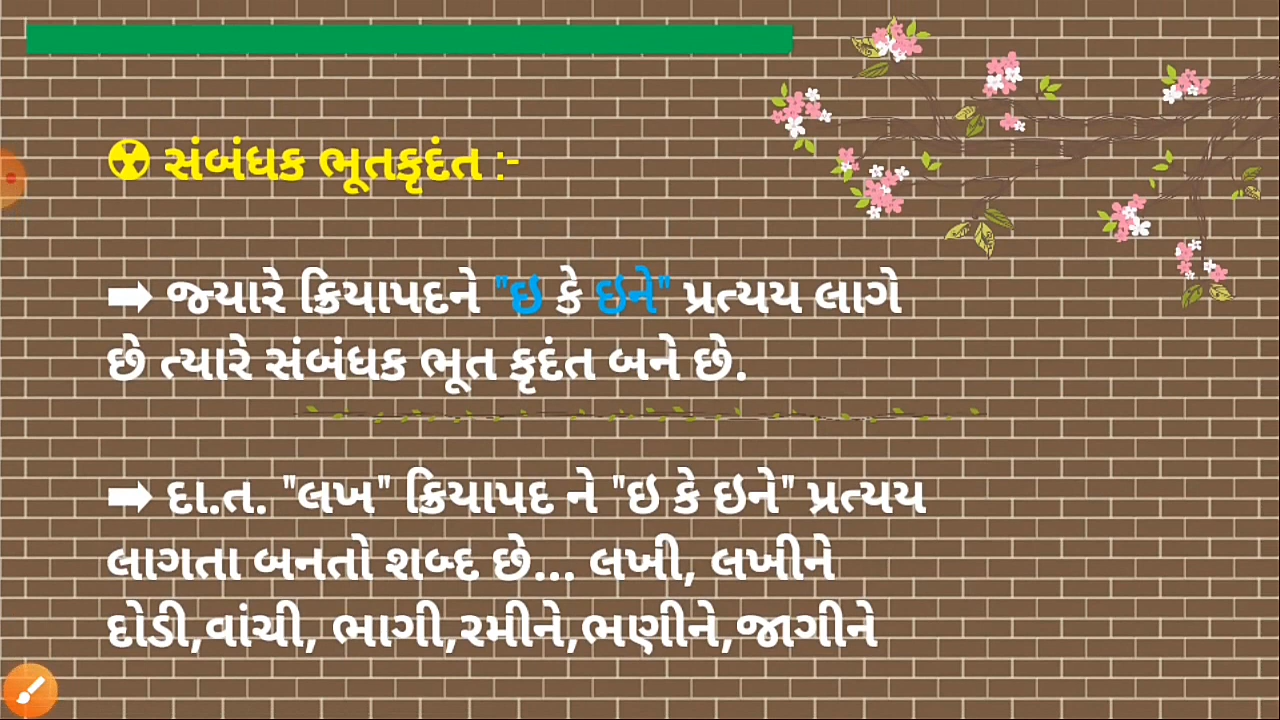 ☢ સંબંધક ભૂતકૃદંત :-
➡ જ્યારે ક્રિયાપદને "ઇ કે ઇને" પ્રત્યય લાગે
છે ત્યારે સંબંધક ભૂત કૃદંત બને છે.
➡ દા.ત. "લખ" ક્રિયાપદ ને "ઇ કે ઇને" પ્રત્યય
લાગતા બનતો શબ્દ છે... લખી, લખીને
દોડી,વાંચી, ભાગી,રમીને,ભણીને,જાગીને